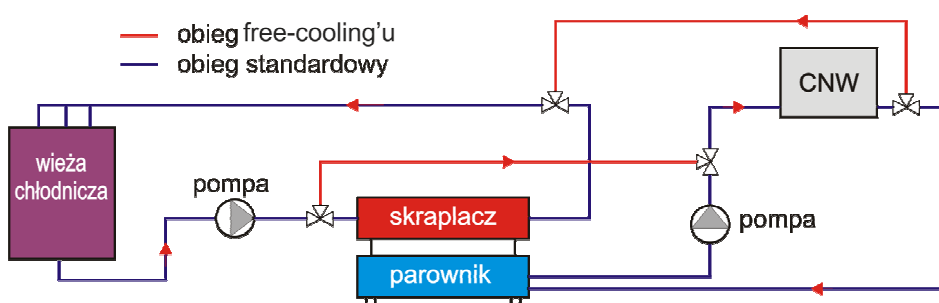 obieg free-cooling'u
obieg standardowy
CNW
wieża
chłodnicza
pompa
skraplacz
pompa
parownik